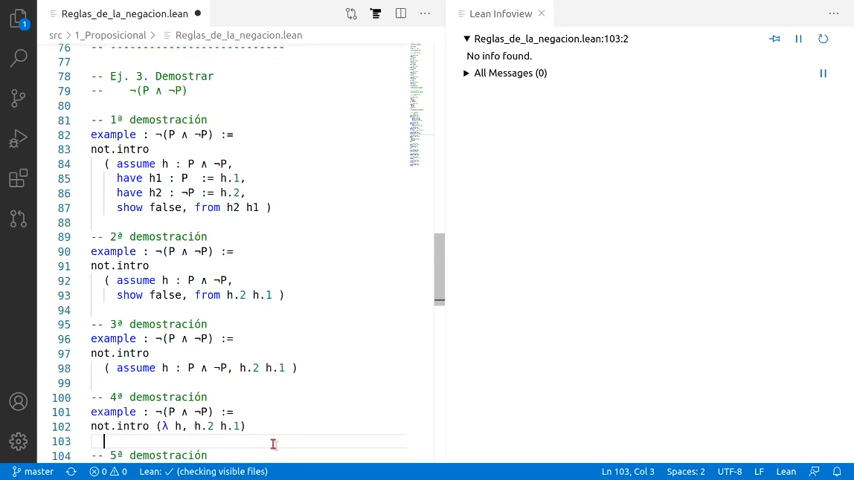 Reglas_de_la_negacion.lean
Lean Infoview
src > 1_Proposicional > Reglas_de_la_negacion.lean
Reglas_de_la_negacion.lean:103:2
No info found.
All Messages (0)
76 -- ---------------------------
77
78 -- Ej. 3. Demostrar
79 --    ¬(P ∧ ¬P)
80
81 -- 1ª demostración
82 example : ¬(P ∧ ¬P) :=
83 not.intro
84   ( assume h : P ∧ ¬P,
85     have h1 : P  := h.1,
86     have h2 : ¬P := h.2,
87     show false, from h2 h1 )
88
89 -- 2ª demostración
90 example : ¬(P ∧ ¬P) :=
91 not.intro
92   ( assume h : P ∧ ¬P,
93     show false, from h.2 h.1 )
94
95 -- 3ª demostración
96 example : ¬(P ∧ ¬P) :=
97 not.intro
98   ( assume h : P ∧ ¬P, h.2 h.1 )
99
100 -- 4ª demostración
101 example : ¬(P ∧ ¬P) :=
102 not.intro (λ h, h.2 h.1)
103
104 -- 5ª demostración
1
master 0 0 Lean: ✓ (checking visible files) Ln 103, Col 3 Spaces: 2 UTF-8 LF Lean